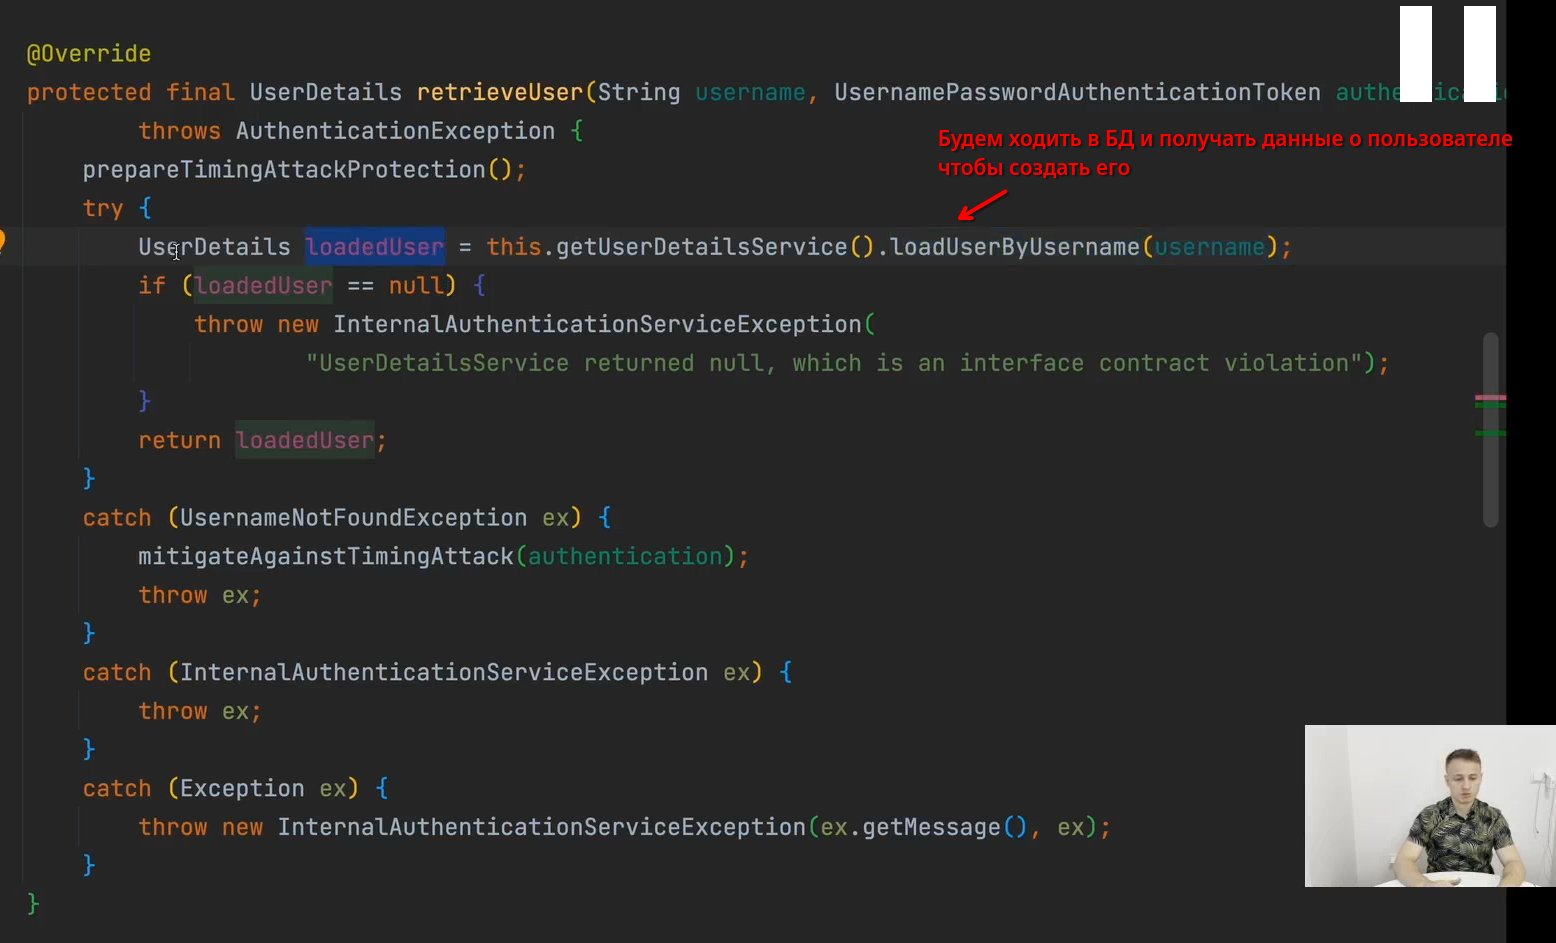 @Override
protected final UserDetails retrieveUser(String username, UsernamePasswordAuthenticationToken
throws AuthenticationException {
Будем ходить в БД и получать данные о пользователе
чтобы создать его
prepareTimingAttackProtection();
try {
UserDetails loadedUser = this.getUserDetailsService().loadUserByUsername(username);
if (loadedUser == null) {
throw new InternalAuthenticationServiceException(
"UserDetailsService returned null, which is an interface contract violation");
}
return loadedUser;
}
catch (UsernameNotFoundException ex) {
mitigateAgainstTimingAttack(authentication);
throw ex;
}
catch (InternalAuthenticationServiceException ex) {
throw ex;
}
catch (Exception ex) {
throw new InternalAuthenticationServiceException(ex.getMessage(), ex);
}
}